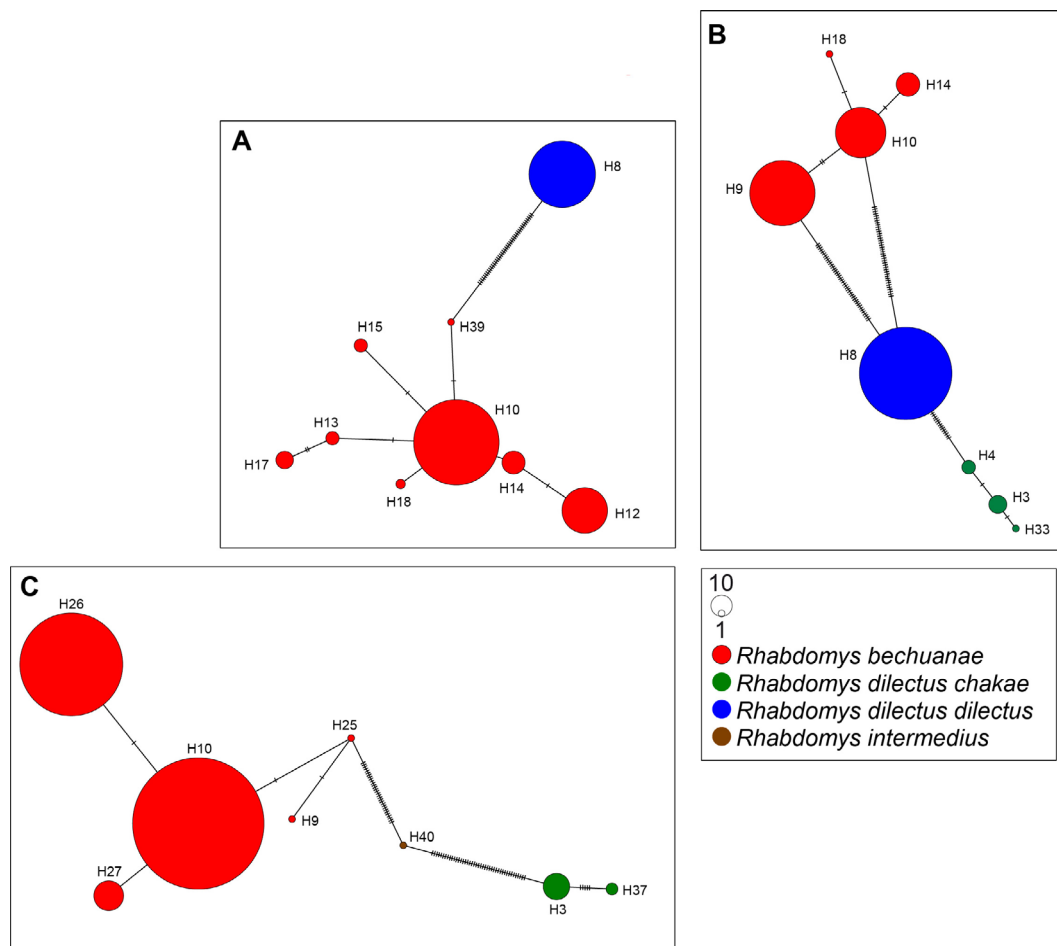 A
H8
H39
H15
H10
H13
H17
H18
H14
H12
B
H18
H14
H10
H9
H8
H4
H3
H33
C
H26
H10
H25
H9
H27
H40
H3
H37
10
1
Rhabdomys bechuanae
Rhabdomys dilectus chakae
Rhabdomys dilectus dilectus
Rhabdomys intermedius